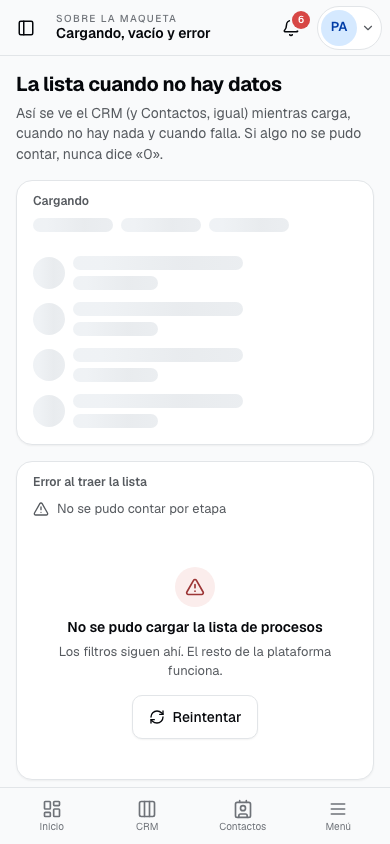 SOBRE LA MAQUETA
Cargando, vacío y error
6
PA
La lista cuando no hay datos
Así se ve el CRM (y Contactos, igual) mientras carga,
cuando no hay nada y cuando falla. Si algo no se pudo
contar, nunca dice «0».
Cargando
Error al traer la lista
No se pudo contar por etapa
No se pudo cargar la lista de procesos
Los filtros siguen ahí. El resto de la plataforma
funciona.
Reintentar
Inicio
CRM
Contactos
Menú